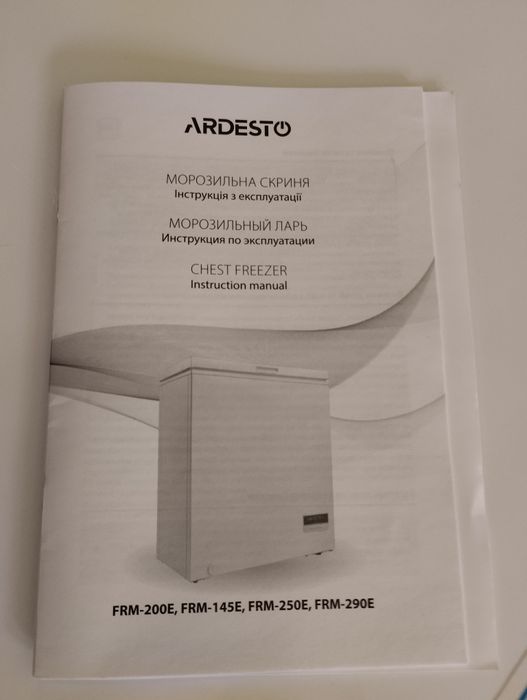 ARDESTO
МОРОЗИЛЬНА СКРИНЯ
Інструкція з експлуатації
МОРОЗИЛЬНЫЙ ЛАРЬ
Инструкция по эксплуатации
CHEST FREEZER
Instruction manual
FRM-200E, FRM-145E, FRM-250E, FRM-290E